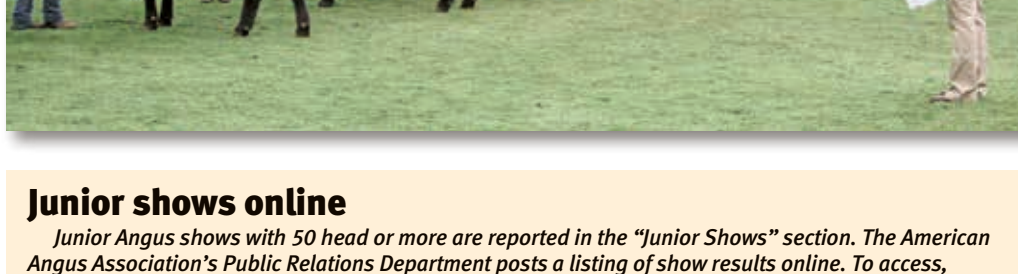 Junior shows online
Junior Angus shows with 50 head or more are reported in the “Junior Shows” section. The American
Angus Association’s Public Relations Department posts a listing of show results online. To access,